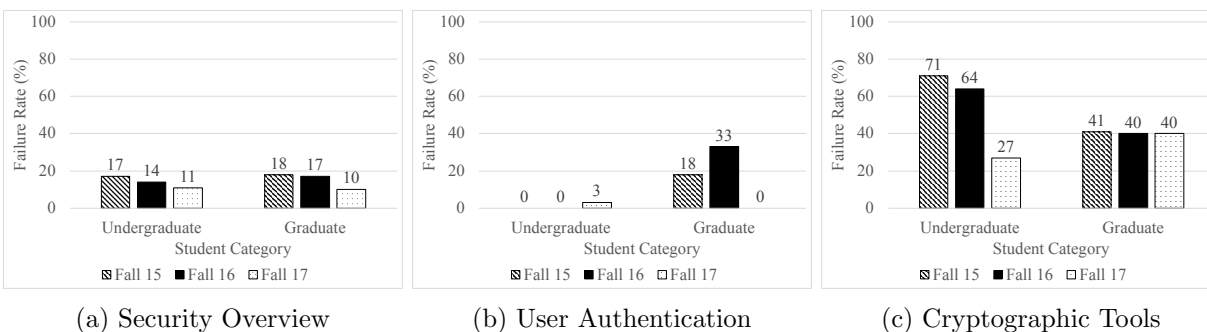 100
80
60
40
20
0
Failure Rate (%)
17
14
11
18
17
10
Undergraduate
Graduate
Student Category
Fall 15
Fall 16
Fall 17
(a) Security Overview
100
80
60
40
20
0
Failure Rate (%)
0
0
3
18
33
0
Undergraduate
Graduate
Student Category
Fall 15
Fall 16
Fall 17
(b) User Authentication
100
80
60
40
20
0
Failure Rate (%)
71
64
27
41
40
40
Undergraduate
Graduate
Student Category
Fall 15
Fall 16
Fall 17
(c) Cryptographic Tools